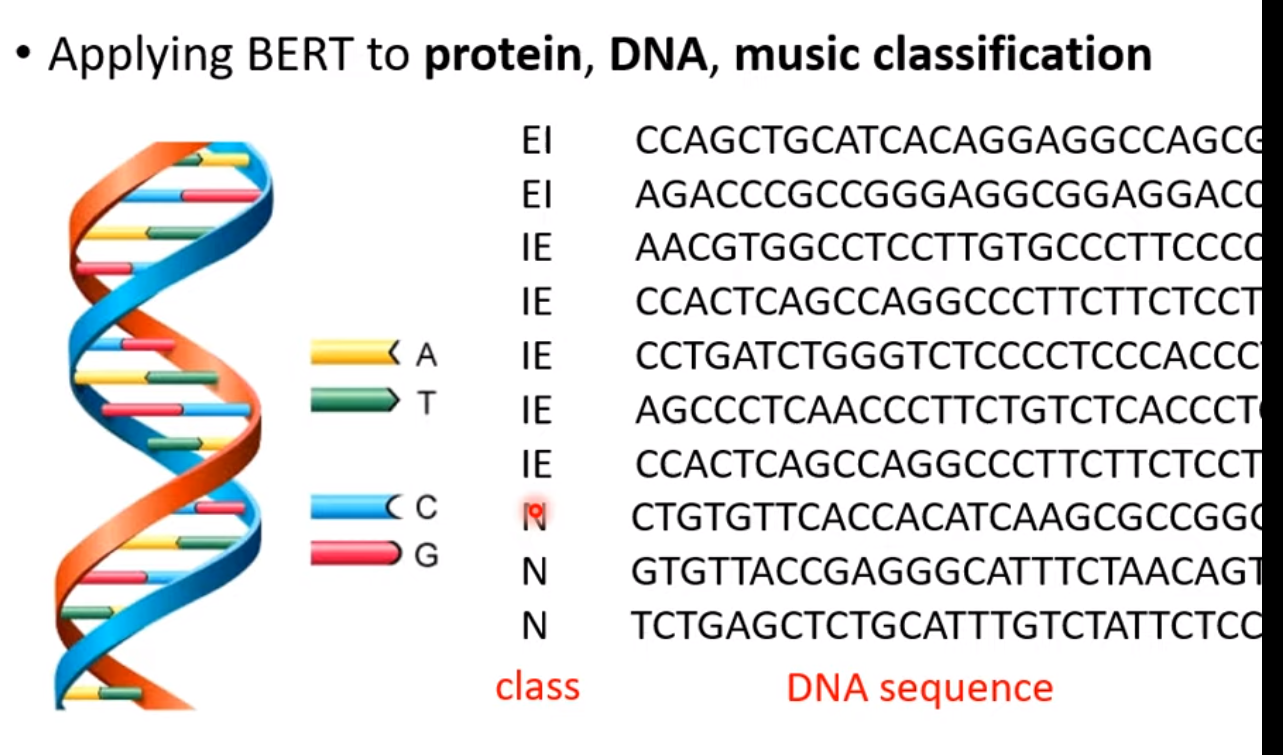 • Applying BERT to protein, DNA, music classification
EI CCAGCTGCATCACAGGAGGCCAGCG
EI AGACCCGCCGGGAGGCGGAGGACC
IE AACGTGGCCTCCTTGTGCCCTTCCCC
IE CCACTCAGCCAGGCCCTTCTTCTCCT
IE CCTGATCTGGGTCTCCCCTCCCACCCT
IE AGCCCTCAACCCTTCTGTCTCACCCTC
IE CCACTCAGCCAGGCCCTTCTTCTCCT
N CTGTGTTCACCACATCAAGCGCCGGC
N GTGTTACCGAGGGCATTTCTAACAGT
N TCTGAGCTCTGCATTTGTCTATTCTCC
class DNA sequence
A
T
C
G